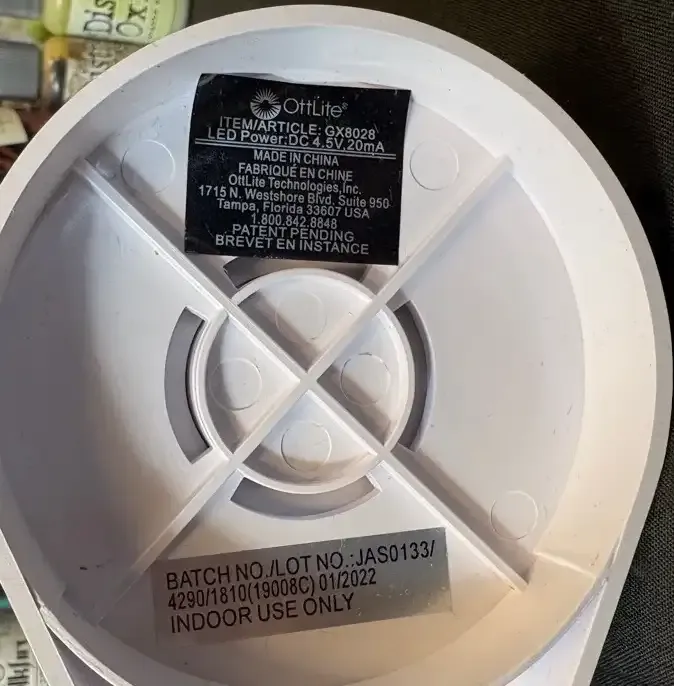 Dis
Ox
OTTLITE®
ITEM/ARTICLE: GX8028
LED Power:DC 4.5V,20mA
MADE IN CHINA
FABRIQUÉ EN CHINE
OttLite Technologies,Inc.
1715 N. Westshore Blvd. Suite 950
Tampa, Florida 33607 USA
1.800.842.8848
PATENT PENDING
BREVET EN INSTANCE
BATCH NO./LOT NO.:JAS0133/
4290/1810(19008C) 01/2022
INDOOR USE ONLY